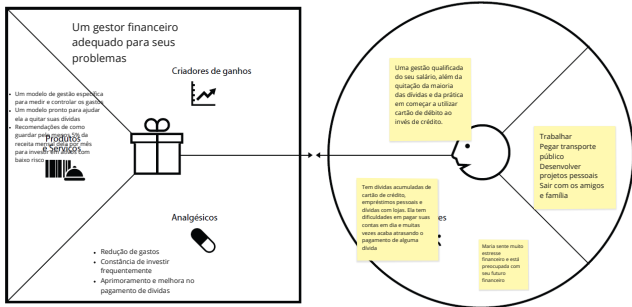 Um gestor financeiro
adequado para seus
problemas
Criadores de ganhos
Um modelo de gestão específica
para medir e controlar os gastos
Um modelo pronto para ajudar
ela a quitar suas dívidas
Recomendações de como
guardar pelo menos 5% da
receita mensal dela por mês
para investir em ativos com
baixo risco
Produtos
e Serviços
Analgésicos
Redução de gastos
Constância de investir
frequentemente
Aprimoramento e melhora no
pagamento de dívidas
Uma gestão qualificada
do seu salário, além da
quitação da maioria
das dívidas e da prática
em começar a utilizar
cartão de débito ao
invés de crédito.
Trabalhar
Pegar transporte
público
Desenvolver
projetos pessoais
Sair com os amigos
e família
Tem dívidas acumuladas de
cartão de crédito,
empréstimos pessoais e
dívidas com lojas. Ela tem
dificuldades em pagar suas
contas em dia e muitas
vezes acaba atrasando o
pagamento de alguma
dívida
Maria sente muito
estresse
financeiro e está
preocupada com
seu futuro
financeiro